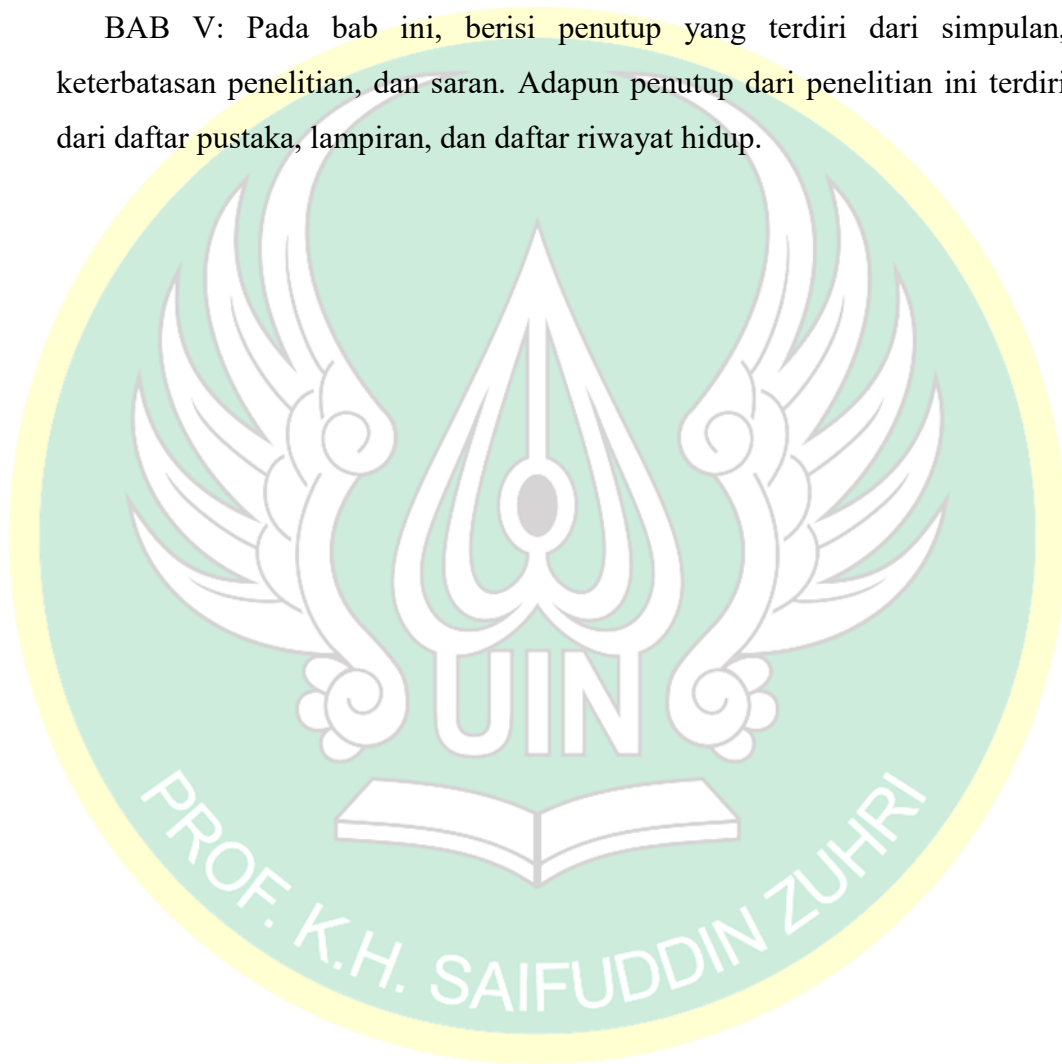 BAB V: Pada bab ini, berisi penutup yang terdiri dari simpulan,
keterbatasan penelitian, dan saran. Adapun penutup dari penelitian ini terdiri
dari daftar pustaka, lampiran, dan daftar riwayat hidup.
UIN
PROF. K.H. SAIFUDDIN ZUHRI